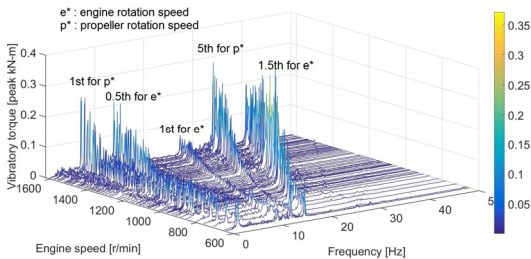 e* : engine rotation speed
p* : propeller rotation speed
5th for p*
1.5th for e*
1st for p*
0.5th for e*
1st for e*
Vibratory torque [peak kN-m]
0.4
0.3
0.2
0.1
0
1600
1400
1200
1000
800
600
Engine speed [r/min]
0
10
20
30
40
5
Frequency [Hz]
0.35
0.3
0.25
0.2
0.15
0.1
0.05